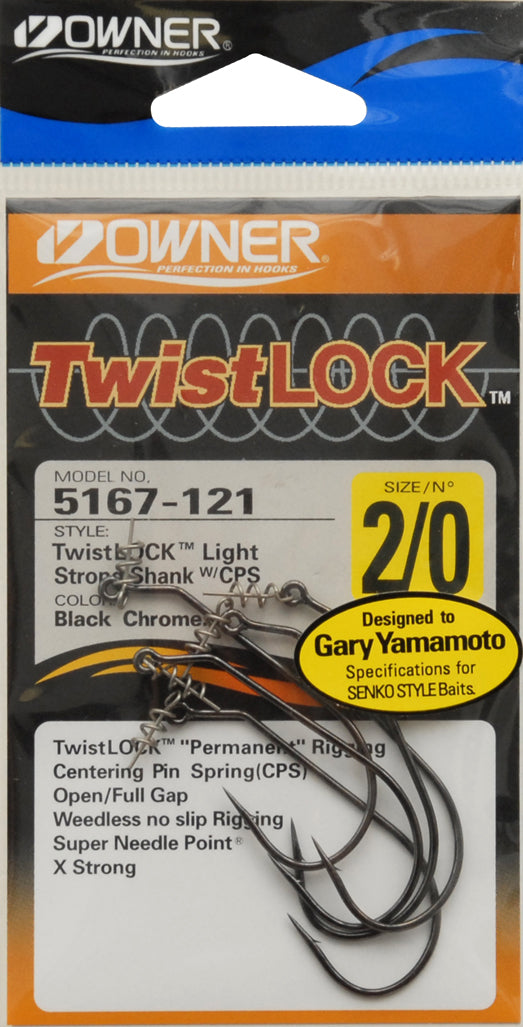 OWNER®
PERFECTION IN HOOKS
OWNER®
PERFECTION IN HOOKS
TwistLOCK™
MODEL NO,
5167-121
SIZE/N°
2/0
STYLE:
TwistLOCK™ Light
Strong Shank W/CPS
COLOR
Black Chrome
Designed to
Gary Yamamoto
Specifications for
SENKO STYLE Baits.
TwistLOCK™ "Permanent" Rigging
Centering Pin Spring(CPS)
Open/Full Gap
Weedless no slip Rigging
Super Needle Point®
X Strong